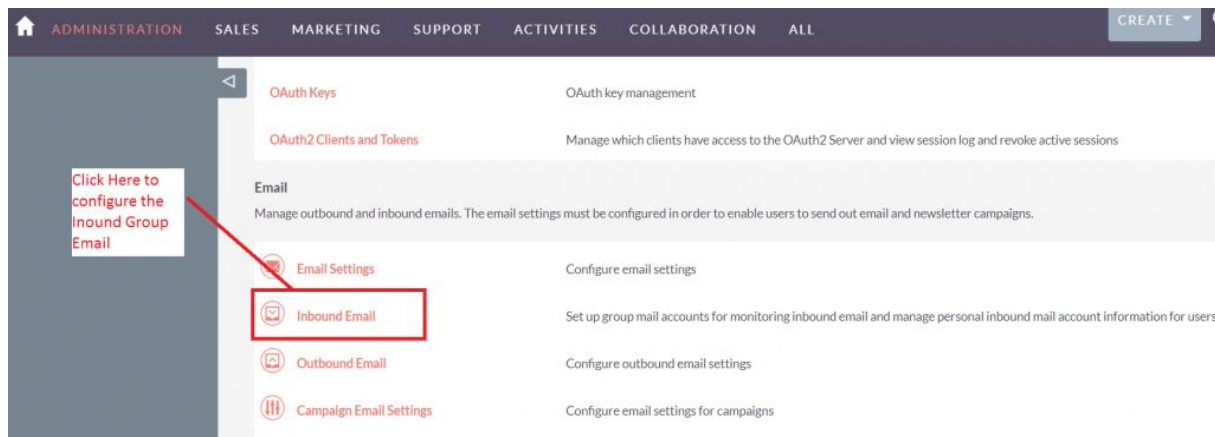 ADMINISTRATION SALES MARKETING SUPPORT ACTIVITIES COLLABORATION ALL CREATE
OAuth Keys OAuth key management
OAuth2 Clients and Tokens Manage which clients have access to the OAuth2 Server and view session log and revoke active sessions
Click Here to
configure the
Inound Group
Email
Email
Manage outbound and inbound emails. The email settings must be configured in order to enable users to send out email and newsletter campaigns.
Email Settings Configure email settings
Inbound Email Set up group mail accounts for monitoring inbound email and manage personal inbound mail account information for users
Outbound Email Configure outbound email settings
Campaign Email Settings Configure email settings for campaigns